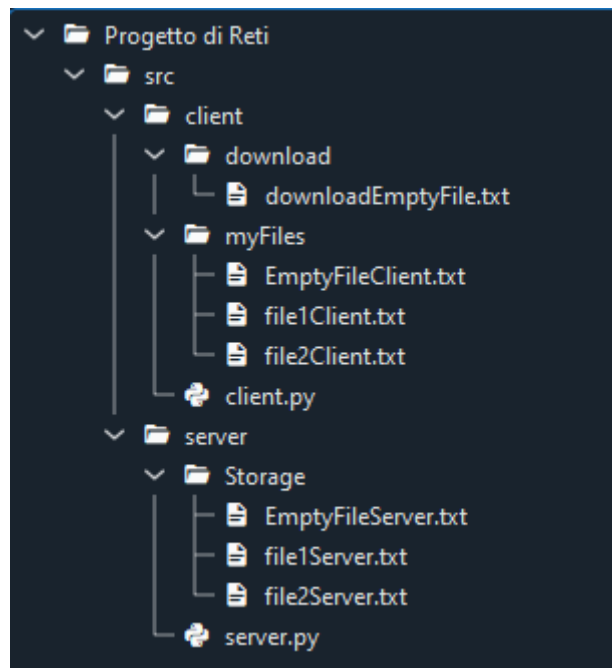 Progetto di Reti
src
client
download
downloadEmptyFile.txt
myFiles
EmptyFileClient.txt
file1Client.txt
file2Client.txt
client.py
server
Storage
EmptyFileServer.txt
file1Server.txt
file2Server.txt
server.py